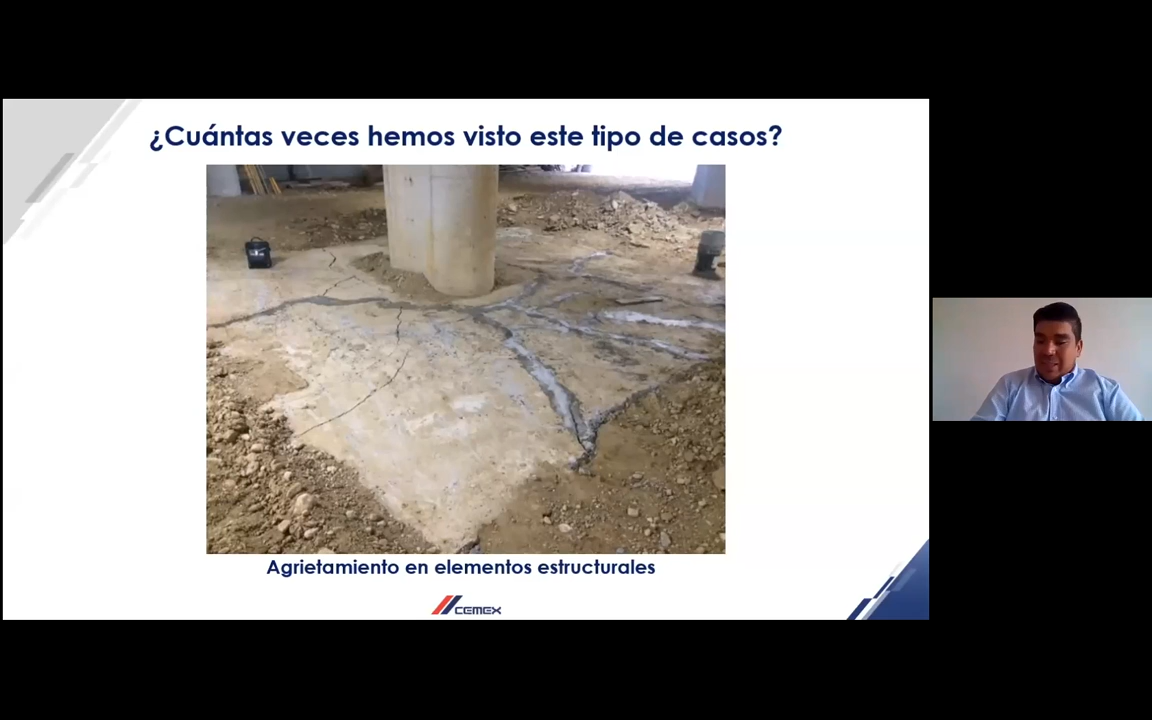 ¿Cuántas veces hemos visto este tipo de casos?
Agrietamiento en elementos estructurales
CEMEX